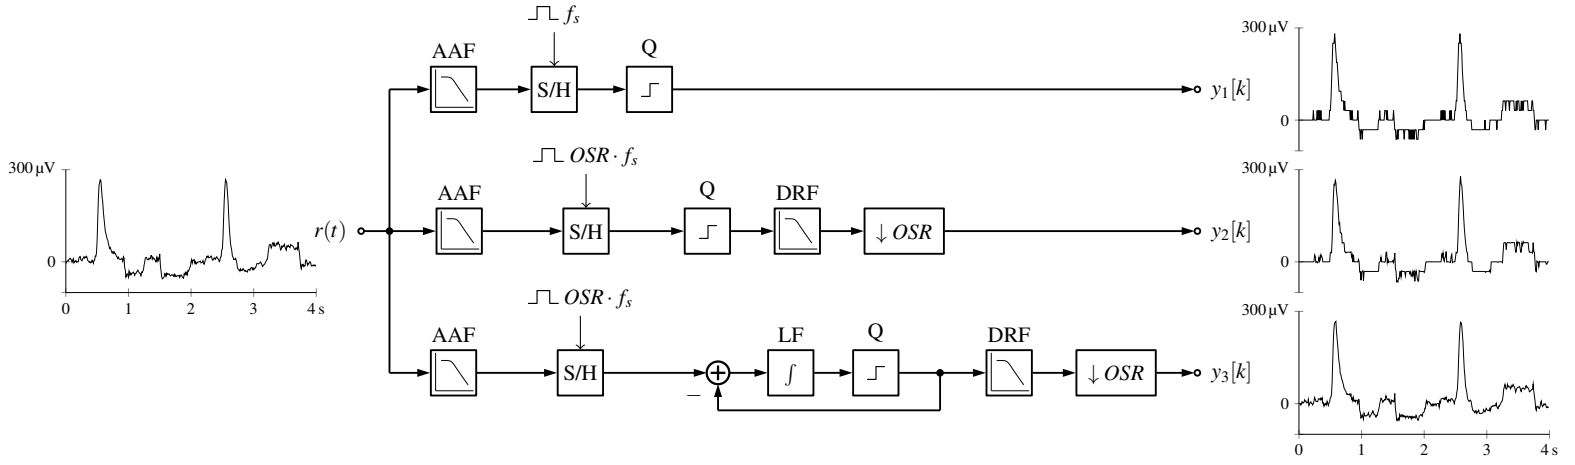 f_s
AAF
Q
S/H
y_1[k]
300 µV
0
OSR · f_s
AAF
Q
DRF
S/H
↓ OSR
y_2[k]
300 µV
0
300 µV
0
0 1 2 3 4 s
r(t)
OSR · f_s
AAF
LF
Q
DRF
S/H
∫
↓ OSR
y_3[k]
+
−
300 µV
0
0 1 2 3 4 s